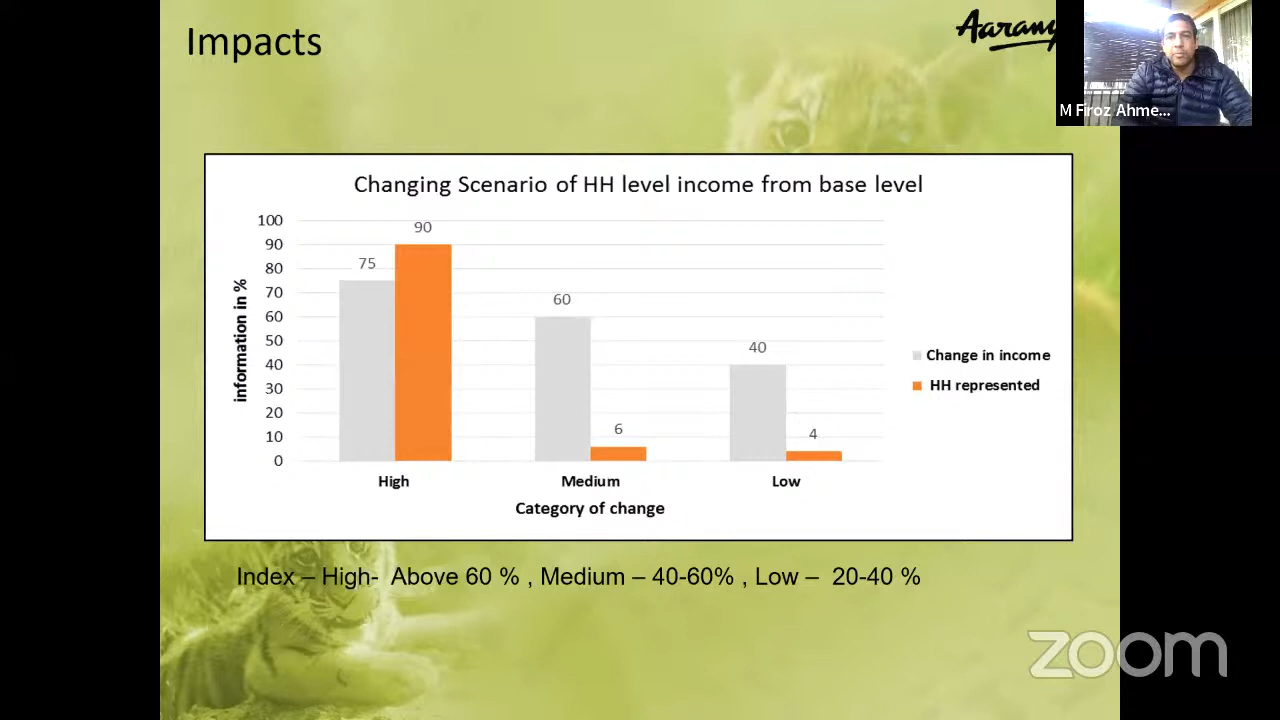 Impacts
Aarany
M Firoz Ahme...
Changing Scenario of HH level income from base level
information in %
100
90
80
70
60
50
40
30
20
10
0
75
90
60
6
40
4
High
Medium
Low
Category of change
Change in income
HH represented
Index – High- Above 60 % , Medium – 40-60% , Low – 20-40 %
zoom